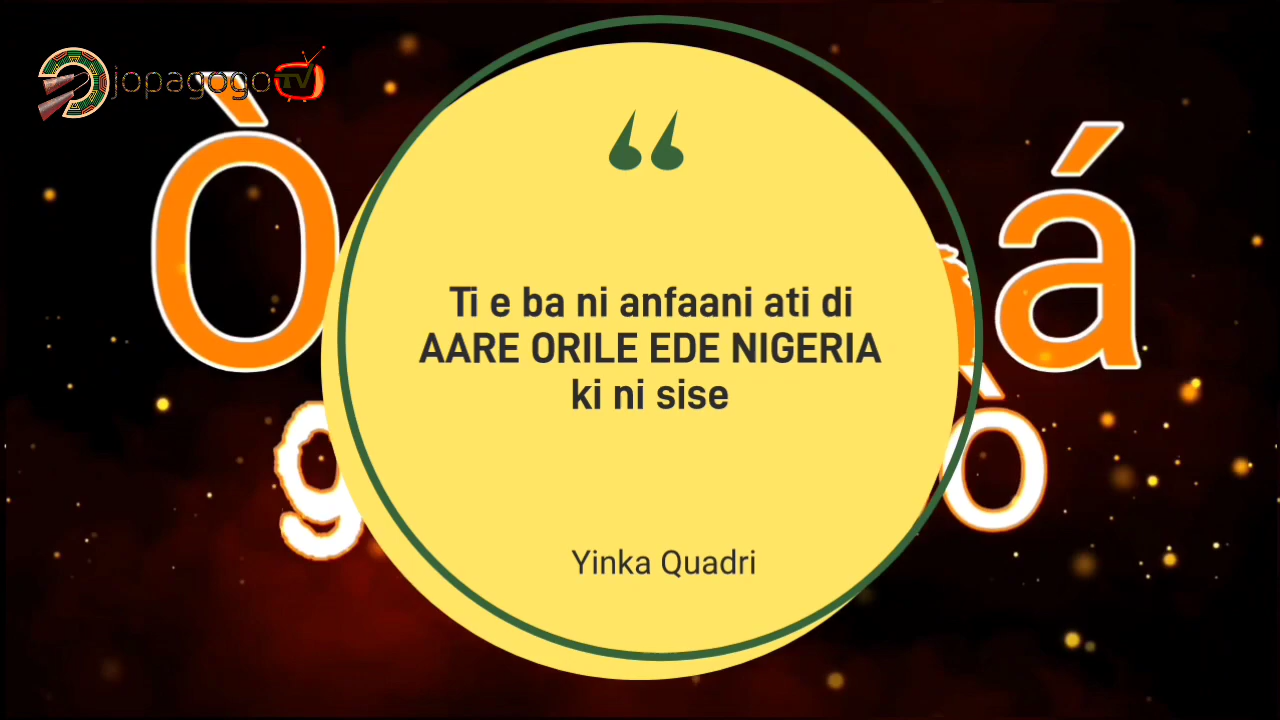 jopagogo TV
Ò á
“
Ti e ba ni anfaani ati di
AARE ORILE EDE NIGERIA
ki ni sise
g ò
Yinka Quadri